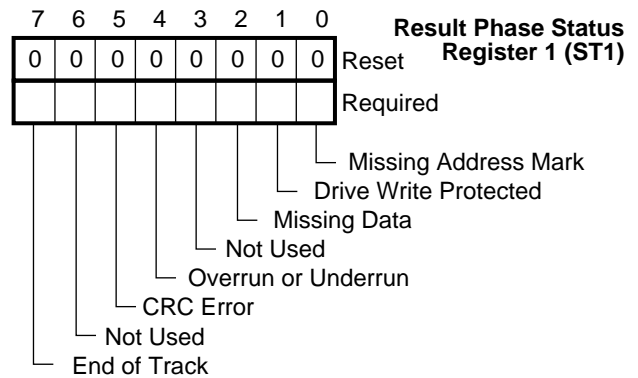 7 6 5 4 3 2 1 0
Result Phase Status
Register 1 (ST1)
0 0 0 0 0 0 0 0 Reset
Required
Missing Address Mark
Drive Write Protected
Missing Data
Not Used
Overrun or Underrun
CRC Error
Not Used
End of Track